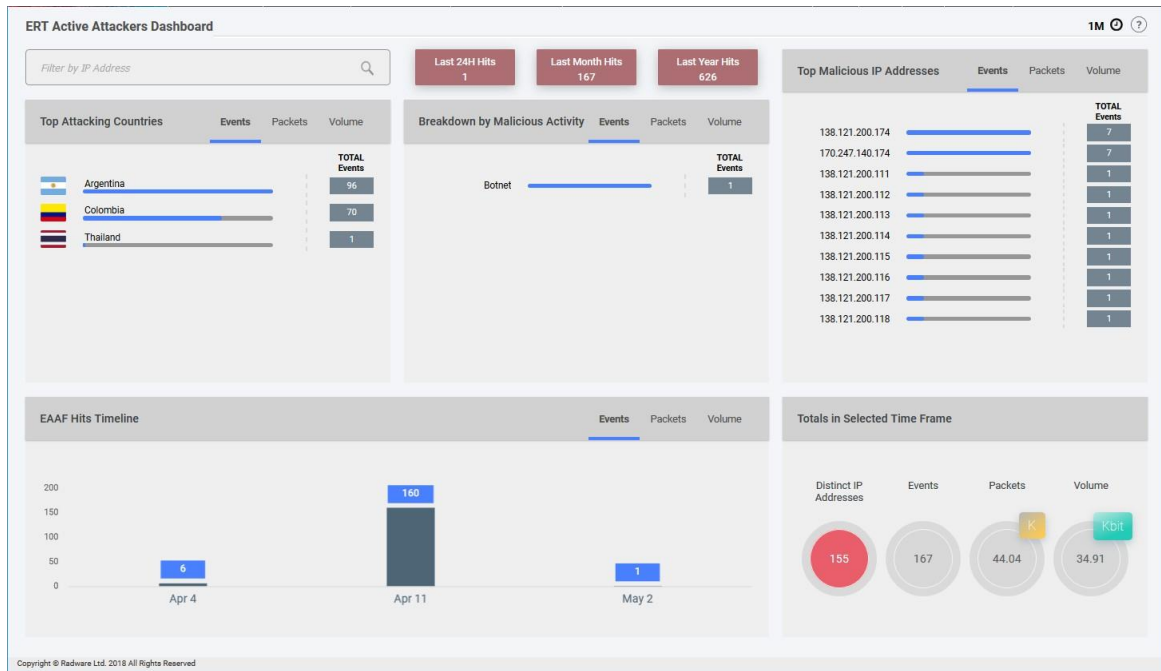 ERT Active Attackers Dashboard
1M
?
Filter by IP Address
Last 24H Hits
1
Last Month Hits
167
Last Year Hits
626
Top Attacking Countries
Events Packets Volume
TOTAL
Events
Argentina 96
Colombia 70
Thailand 1
Breakdown by Malicious Activity
Events Packets Volume
TOTAL
Events
Botnet 1
Top Malicious IP Addresses
Events Packets Volume
TOTAL
Events
138.121.200.174 7
170.247.140.174 7
138.121.200.111 1
138.121.200.112 1
138.121.200.113 1
138.121.200.114 1
138.121.200.115 1
138.121.200.116 1
138.121.200.117 1
138.121.200.118 1
EAAF Hits Timeline
Events Packets Volume
200
150
100
50
0
6
160
1
Apr 4
Apr 11
May 2
Totals in Selected Time Frame
Distinct IP
Addresses
Events
Packets
Volume
K
Kbit
155
167
44.04
34.91
Copyright © Radware Ltd. 2018 All Rights Reserved